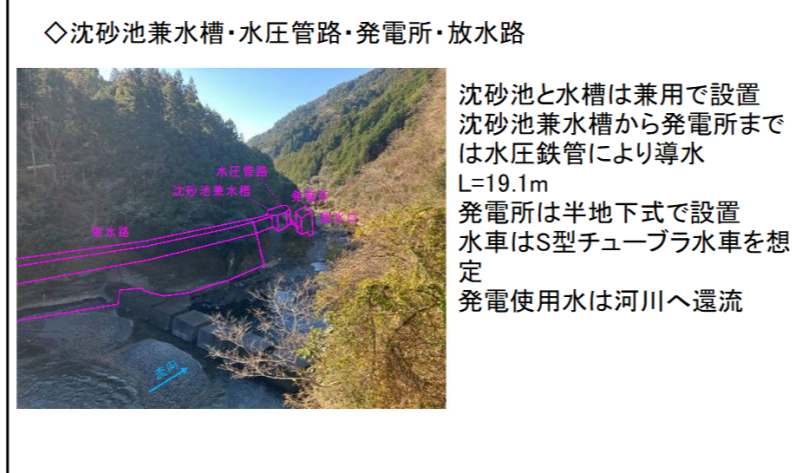 ◇沈砂池兼水槽・水圧管路・発電所・放水路
沈砂池と水槽は兼用で設置
沈砂池兼水槽から発電所まで
は水圧鉄管により導水
L=19.1m
発電所は半地下式で設置
水車はS型チューブラ水車を想
定
発電使用水は河川へ還流
水圧管路
沈砂池兼水槽
発電所
放水口
取水路
流向